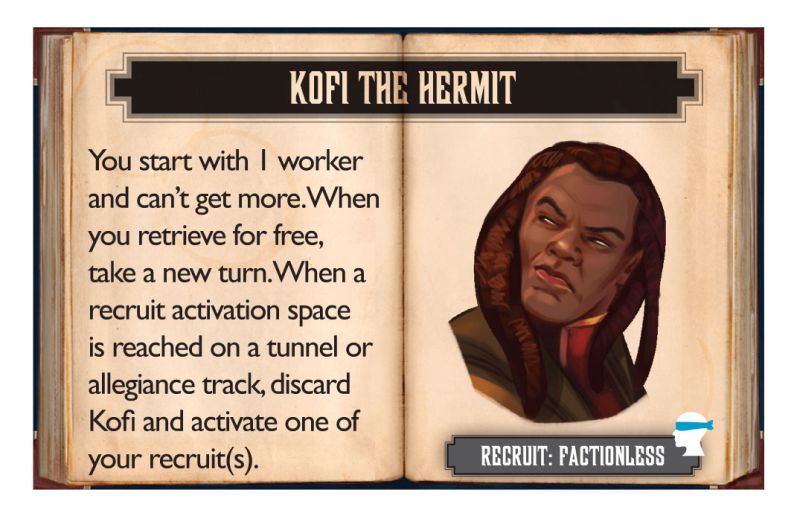 KOFI THE HERMIT
You start with 1 worker
and can't get more. When
you retrieve for free,
take a new turn. When a
recruit activation space
is reached on a tunnel or
allegiance track, discard
Kofi and activate one of
your recruit(s).
RECRUIT: FACTIONLESS